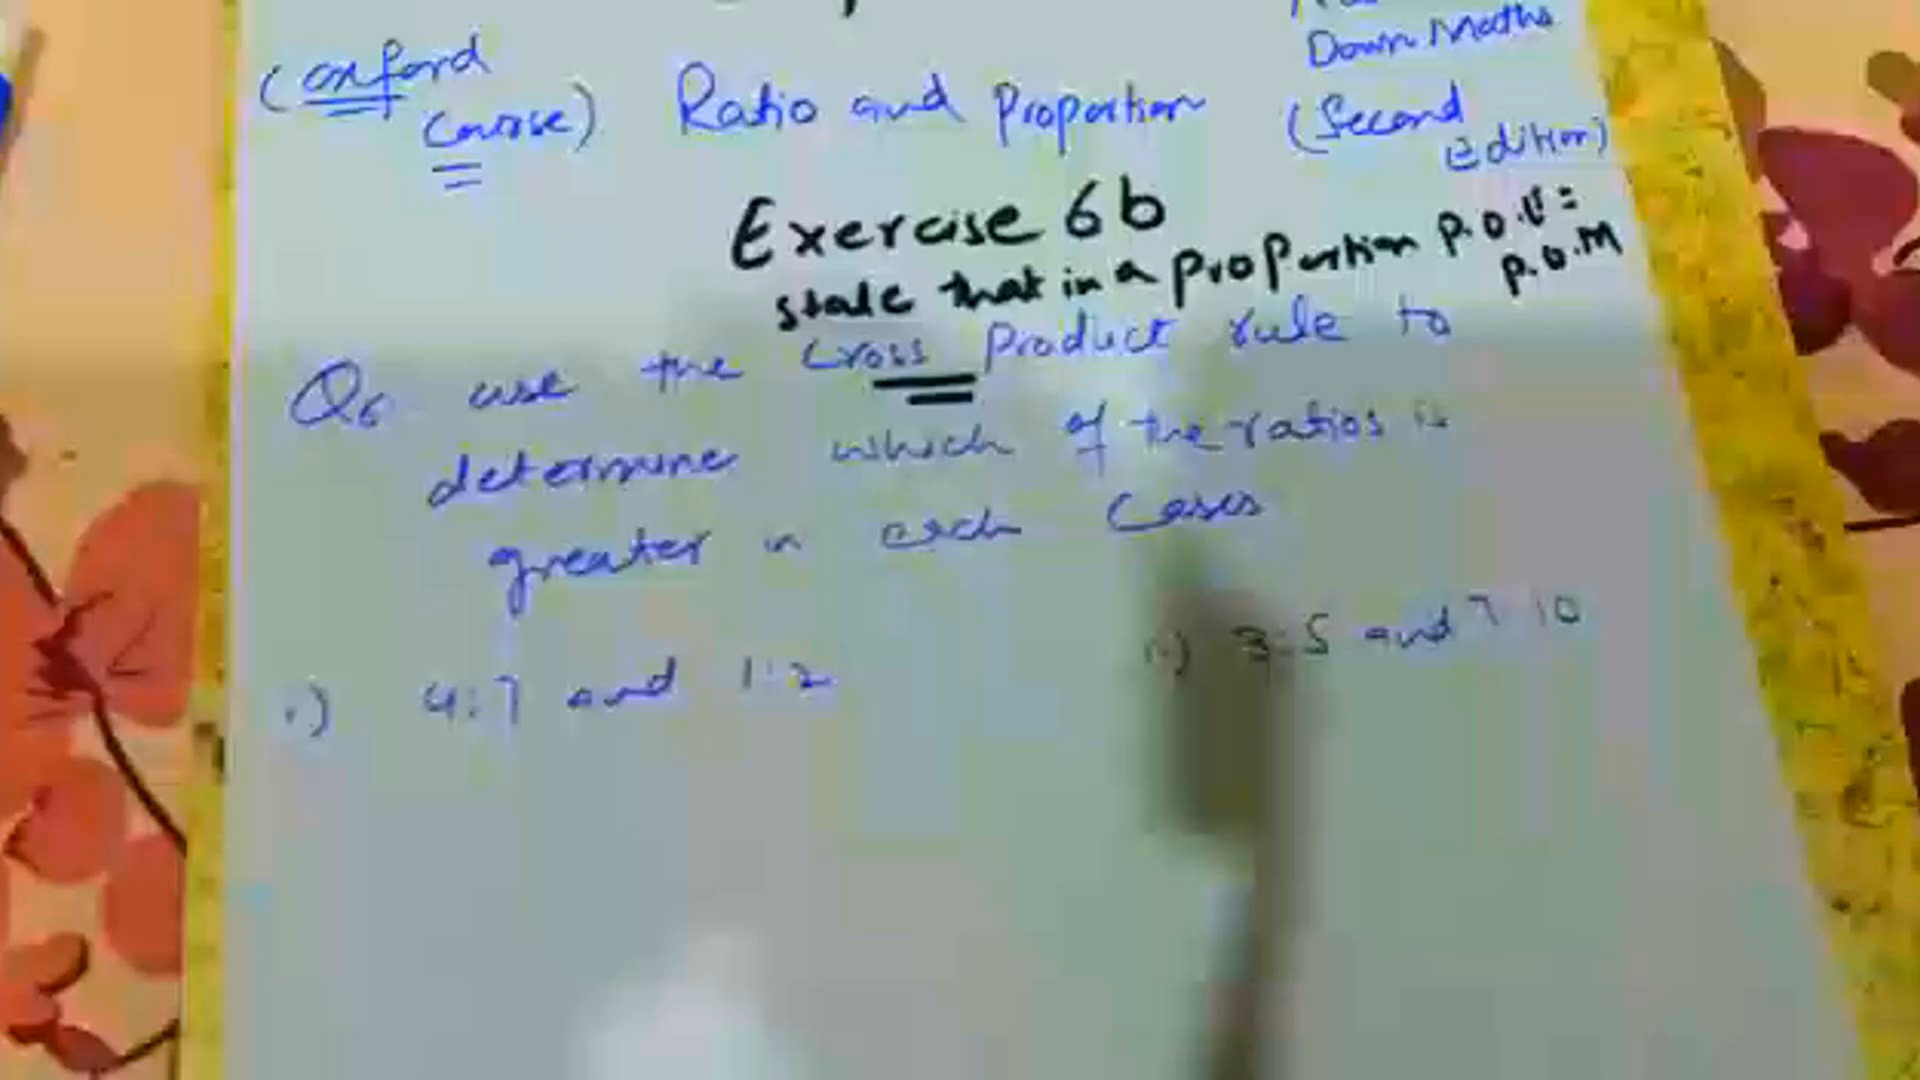 (Oxford
Course)
Ratio and Proportion
Down Maths
(Second
Edition)
Exercise 6b
state that in a proportion P.O.U =
P.O.M
Q6 use the cross product rule to
determine which of the ratios is
greater in each cases
i.) 4:7 and 1:2
ii.) 3:5 and 7:10